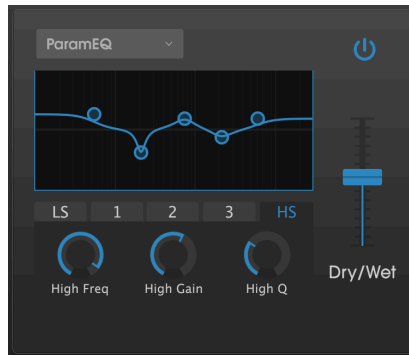 ParamEQ
LS 1 2 3 HS
High Freq High Gain High Q
Dry/Wet